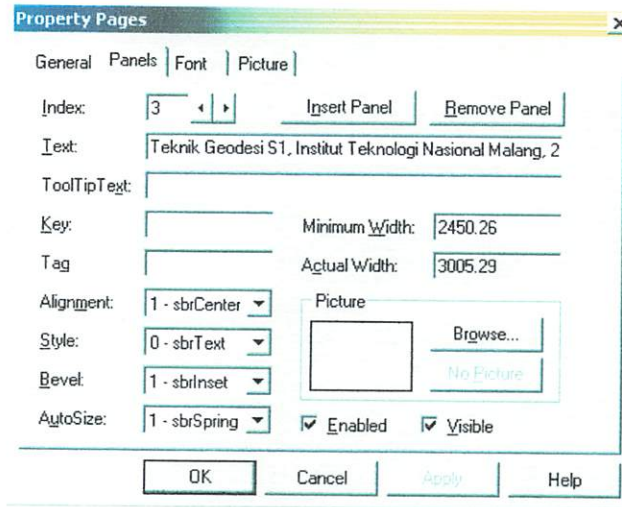 Property Pages
General Panels Font Picture
Index: 3 Insert Panel Remove Panel
Text: Teknik Geodesi S1, Institut Teknologi Nasional Malang, 2
ToolTipText:
Key: Minimum Width: 2450.26
Tag Actual Width: 3005.29
Alignment: 1 - sbrCenter Picture
Style: 0 - sbrText Browse...
Bevel: 1 - sbrInset No Picture
AutoSize: 1 - sbrSpring Enabled Visible
OK Cancel Apply Help